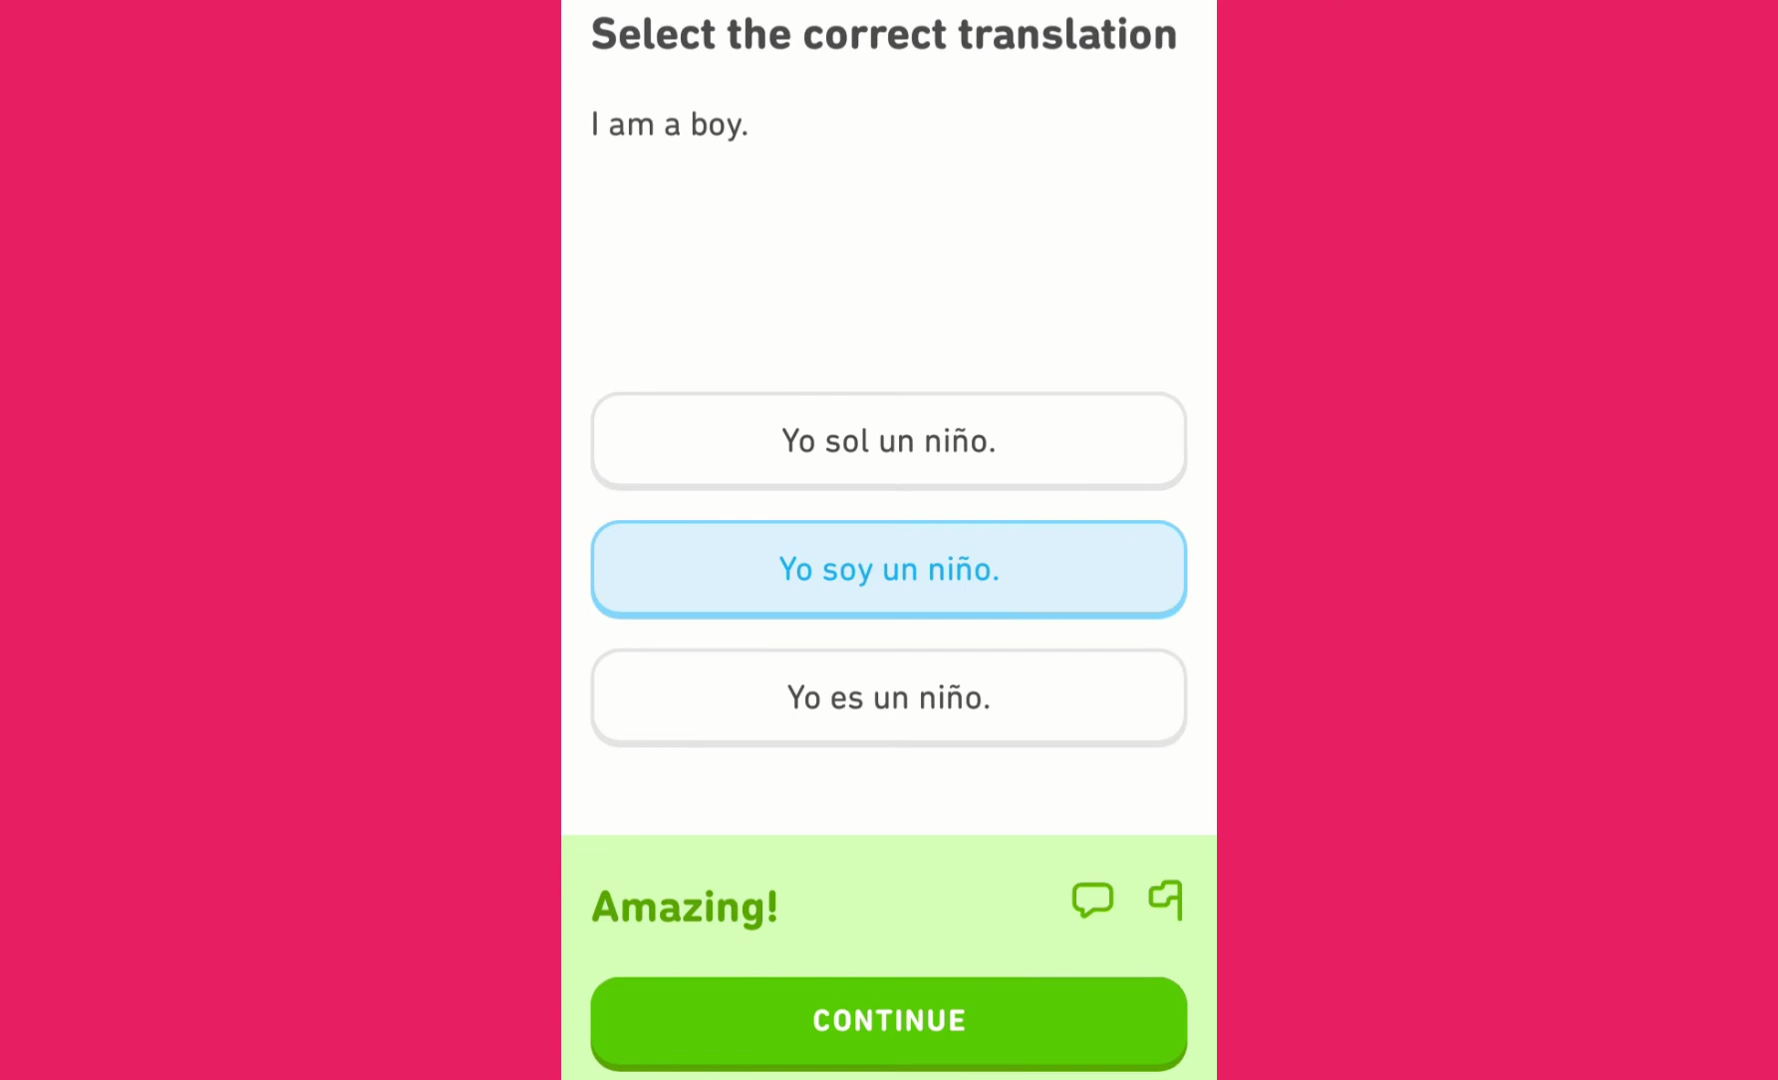 Select the correct translation
I am a boy.
Yo sol un niño.
Yo soy un niño.
Yo es un niño.
Amazing!
CONTINUE